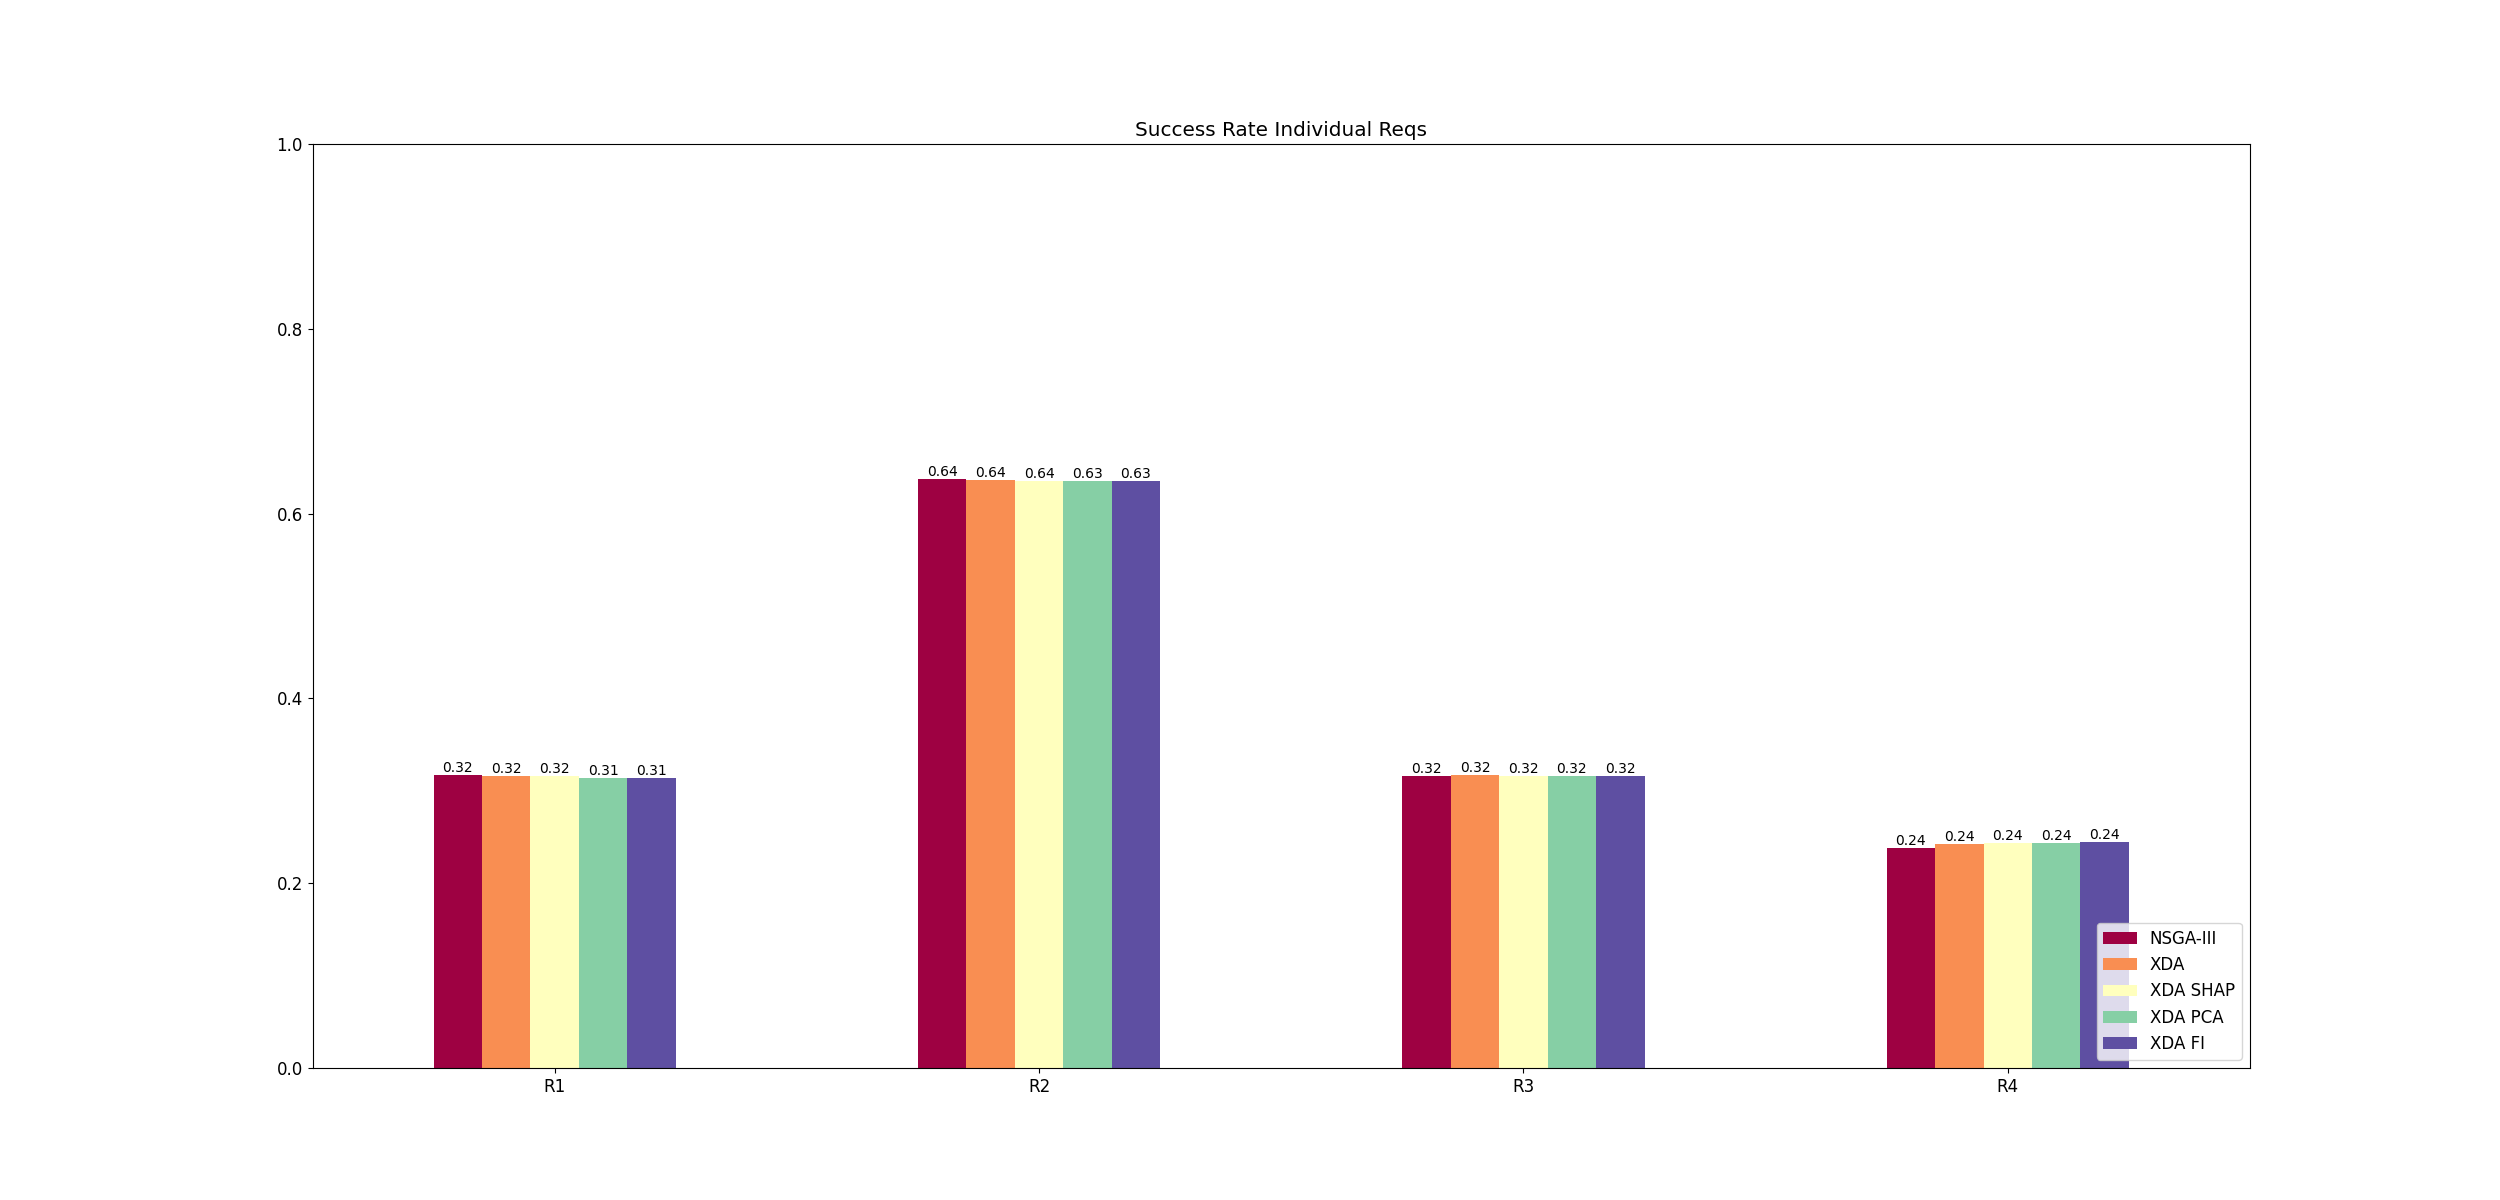 Success Rate Individual Reqs
1.0
0.8
0.6
0.4
0.2
0.0
0.32 0.32 0.32 0.31 0.31
0.64 0.64 0.64 0.63 0.63
0.32 0.32 0.32 0.32 0.32
0.24 0.24 0.24 0.24 0.24
R1 R2 R3 R4
NSGA-III
XDA
XDA SHAP
XDA PCA
XDA FI